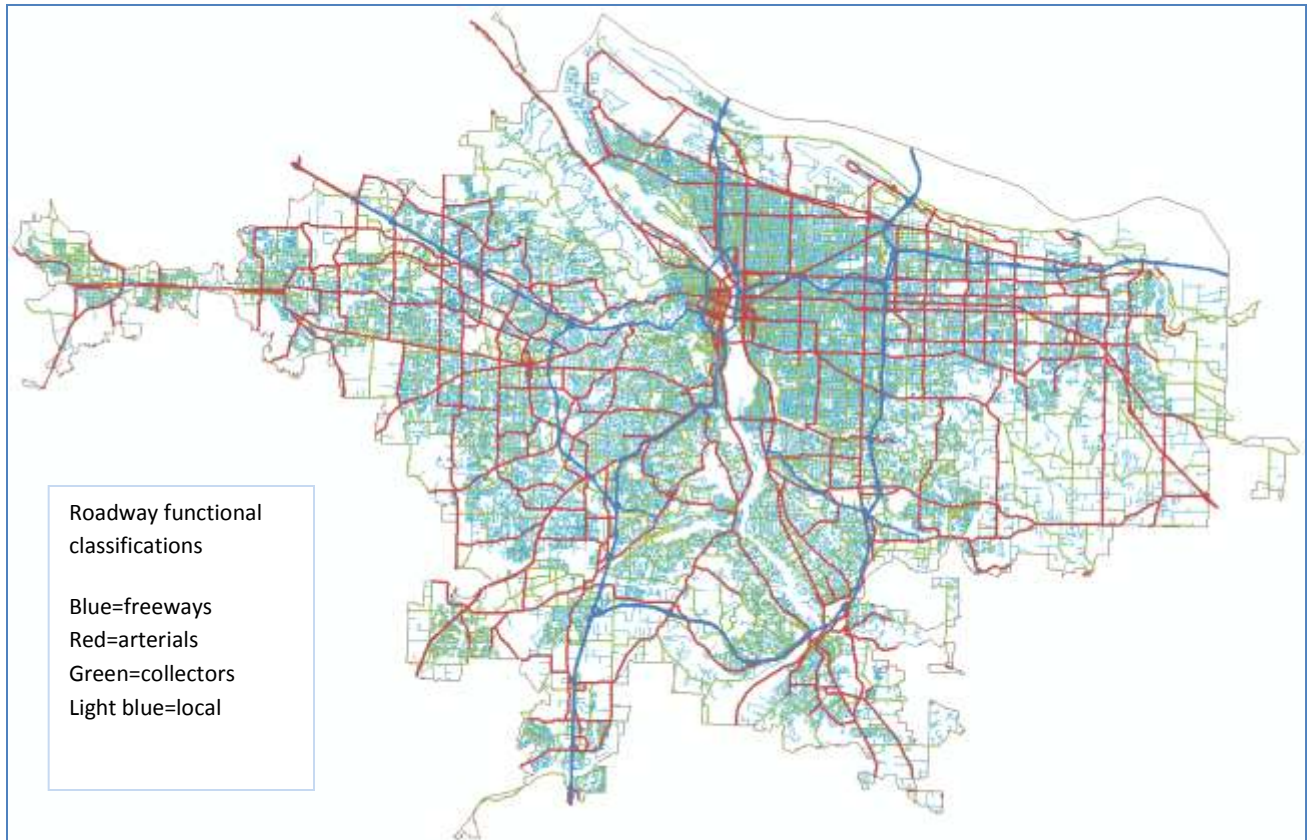 Roadway functional
classifications
Blue=freeways
Red=arterials
Green=collectors
Light blue=local